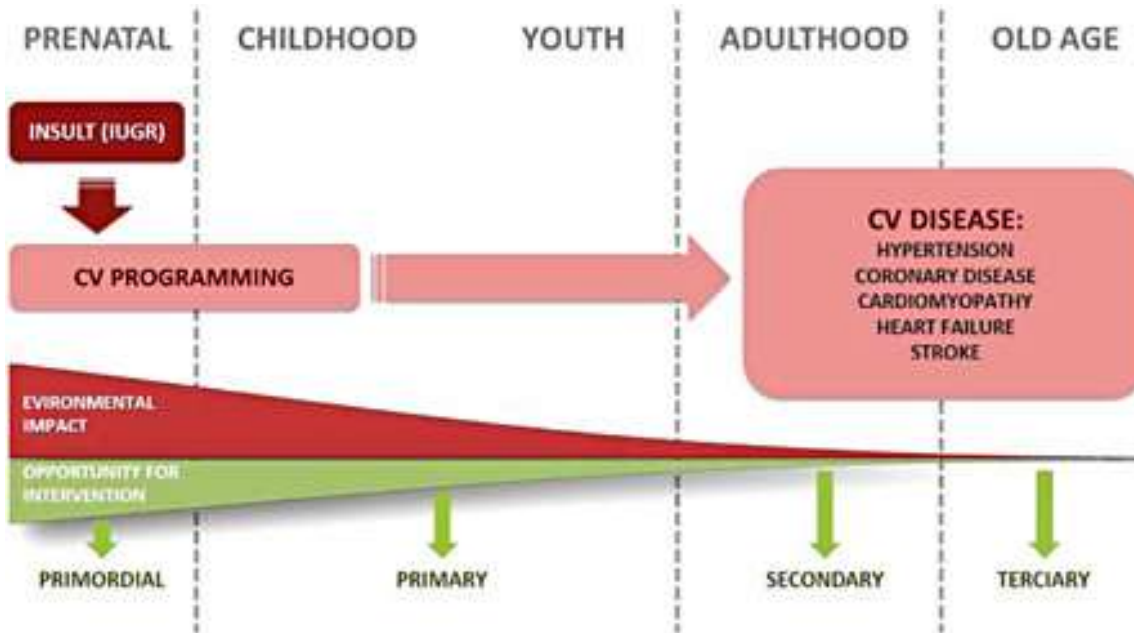 PRENATAL CHILDHOOD YOUTH ADULTHOOD OLD AGE
INSULT (IUGR)
CV PROGRAMMING
CV DISEASE:
HYPERTENSION
CORONARY DISEASE
CARDIOMYOPATHY
HEART FAILURE
STROKE
EVIRONMENTAL
IMPACT
OPPORTUNITY FOR
INTERVENTION
PRIMORDIAL PRIMARY SECONDARY TERCIARY